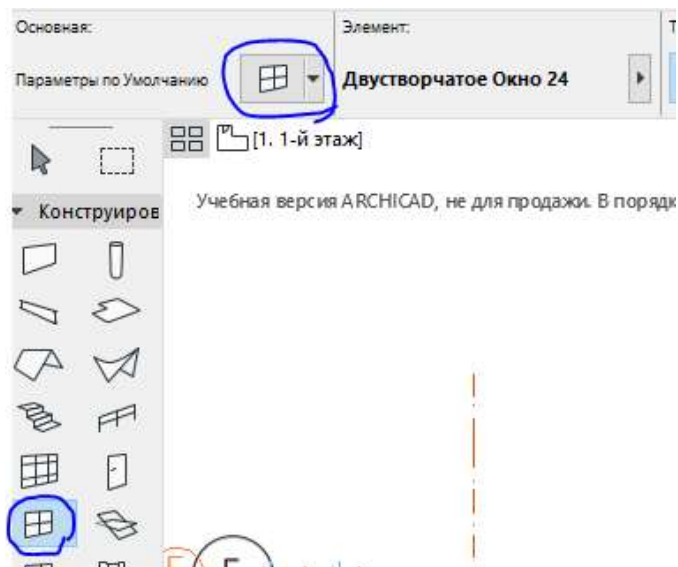 Основная:
Элемент:
Параметры по Умолчанию
Двустворчатое Окно 24
[1. 1-й этаж]
Конструиров
Учебная версия ARCHICAD, не для продажи. В порядк